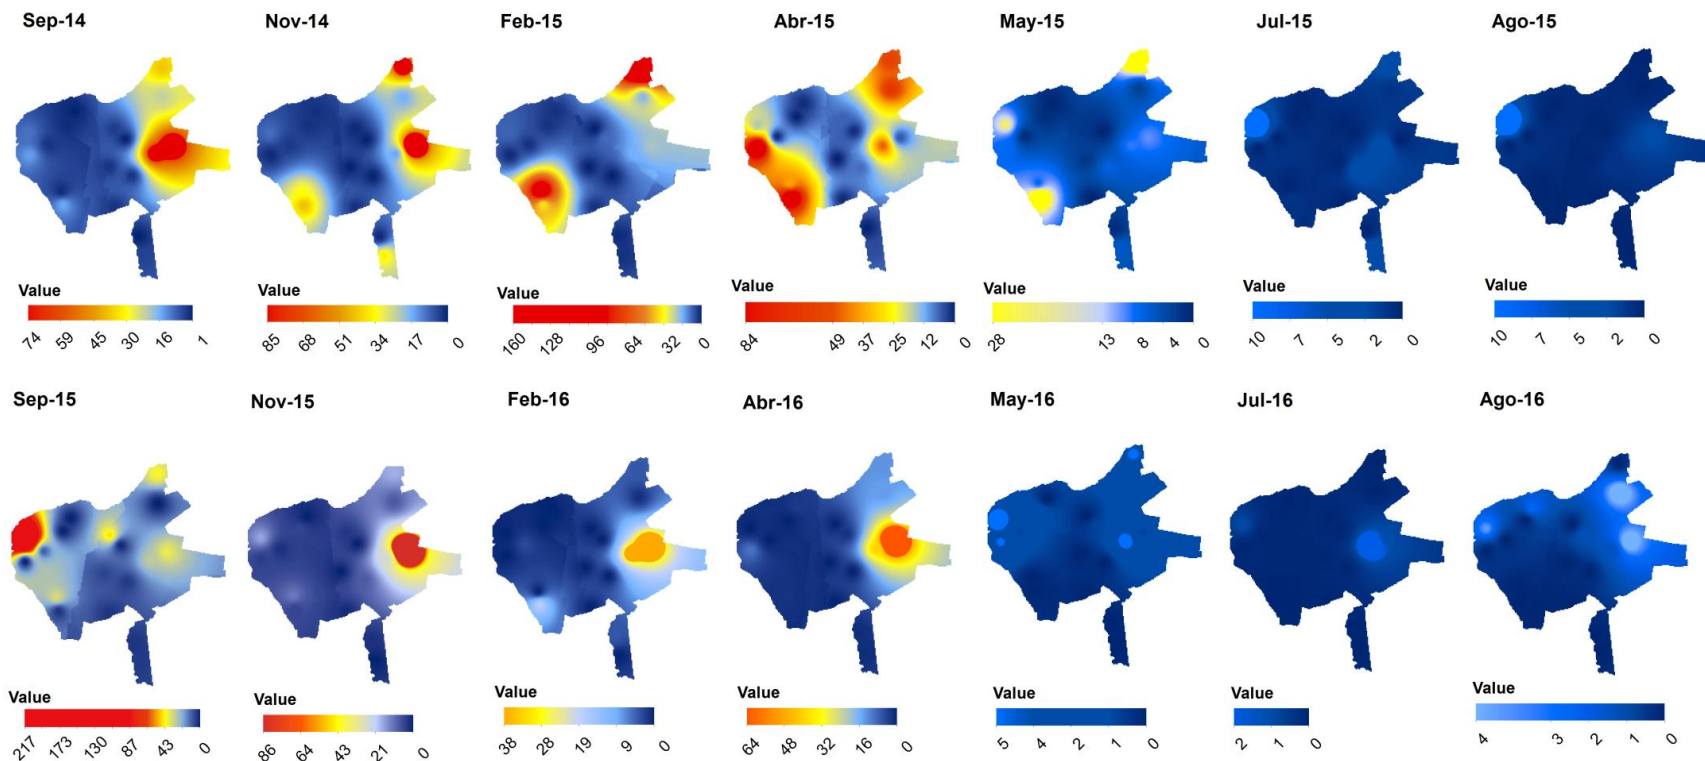 Sep-14 Nov-14 Feb-15 Abr-15 May-15 Jul-15 Ago-15
Value Value Value Value Value Value Value
74 59 45 30 16 1 85 68 51 34 17 0 160 128 96 64 32 0 84 49 37 25 12 0 28 13 8 4 0 10 7 5 2 0 10 7 5 2 0
Sep-15 Nov-15 Feb-16 Abr-16 May-16 Jul-16 Ago-16
Value Value Value Value Value Value Value
217 173 130 87 43 0 86 64 43 21 0 38 28 19 9 0 64 48 32 16 0 5 4 2 1 0 2 1 1 0 4 3 2 1 0